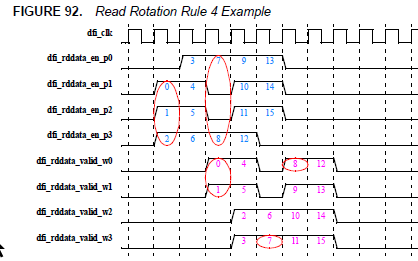 FIGURE 92. Read Rotation Rule 4 Example
dfi_clk
dfi_rddata_en_p0 3 7 9 13
dfi_rddata_en_p1 0 4 10 14
dfi_rddata_en_p2 1 5 11 15
dfi_rddata_en_p3 2 6 8 12
dfi_rddata_valid_w0 0 4 8 12
dfi_rddata_valid_w1 1 5 9 13
dfi_rddata_valid_w2 2 6 10 14
dfi_rddata_valid_w3 3 7 11 15